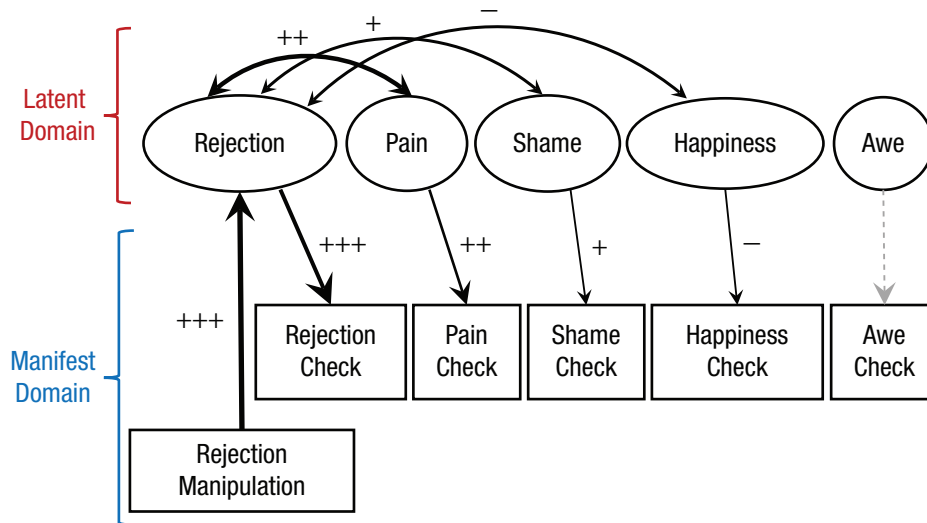 ++
+
−
Latent
Domain
Rejection
Pain
Shame
Happiness
Awe
+++
++
+
−
+++
Manifest
Domain
Rejection
Check
Pain
Check
Shame
Check
Happiness
Check
Awe
Check
Rejection
Manipulation